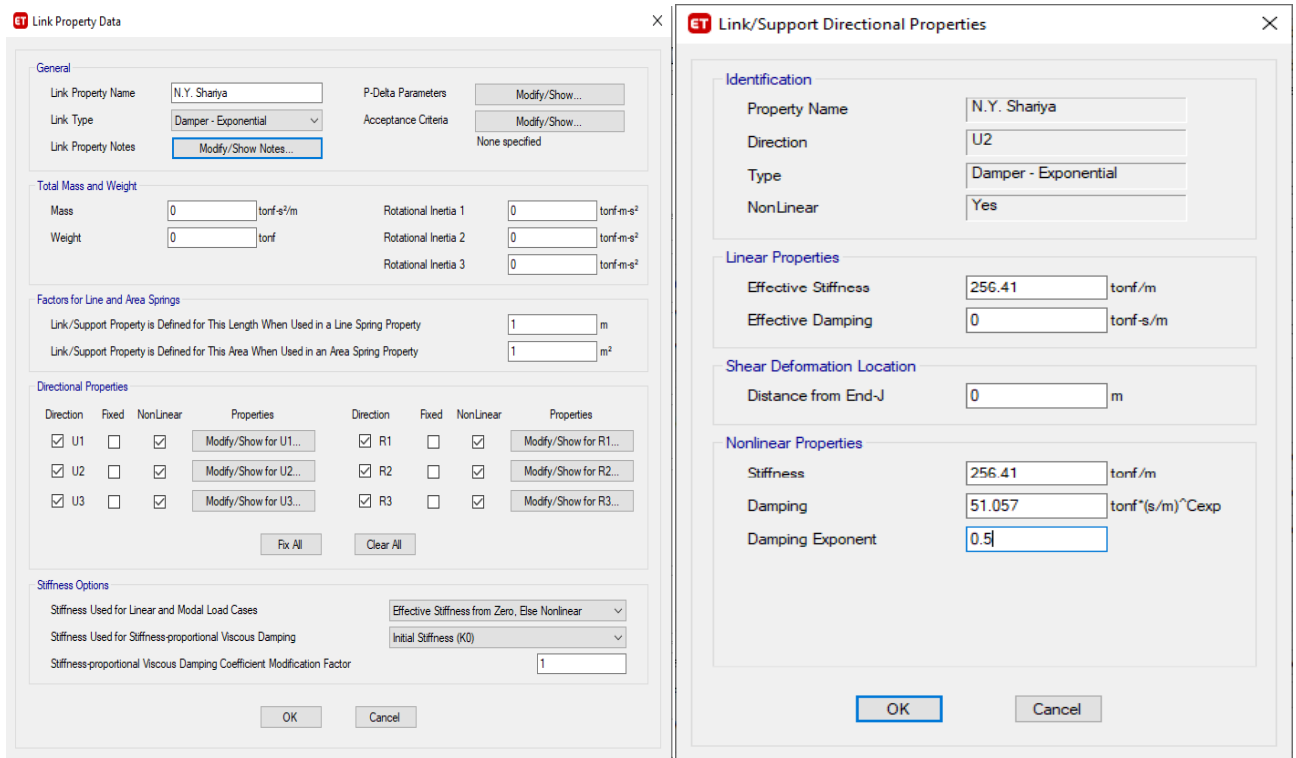 ET Link Property Data
General
Link Property Name N.Y. Shariya P-Delta Parameters Modify/Show...
Link Type Damper - Exponential Acceptance Criteria Modify/Show...
Link Property Notes Modify/Show Notes... None specified
Total Mass and Weight
Mass 0 tonf-s²/m Rotational Inertia 1 0 tonf-m-s²
Weight 0 tonf Rotational Inertia 2 0 tonf-m-s²
Rotational Inertia 3 0 tonf-m-s²
Factors for Line and Area Springs
Link/Support Property is Defined for This Length When Used in a Line Spring Property 1 m
Link/Support Property is Defined for This Area When Used in an Area Spring Property 1 m²
Directional Properties
Direction Fixed NonLinear Properties Direction Fixed NonLinear Properties
U1 Modify/Show for U1... R1 Modify/Show for R1...
U2 Modify/Show for U2... R2 Modify/Show for R2...
U3 Modify/Show for U3... R3 Modify/Show for R3...
Fix All Clear All
Stiffness Options
Stiffness Used for Linear and Modal Load Cases Effective Stiffness from Zero, Else Nonlinear
Stiffness Used for Stiffness-proportional Viscous Damping Initial Stiffness (K0)
Stiffness-proportional Viscous Damping Coefficient Modification Factor 1
OK Cancel
ET Link/Support Directional Properties
Identification
Property Name N.Y. Shariya
Direction U2
Type Damper - Exponential
NonLinear Yes
Linear Properties
Effective Stiffness 256.41 tonf/m
Effective Damping 0 tonf-s/m
Shear Deformation Location
Distance from End-J 0 m
Nonlinear Properties
Stiffness 256.41 tonf/m
Damping 51.057 tonf*(s/m)^Cexp
Damping Exponent 0.5
OK Cancel